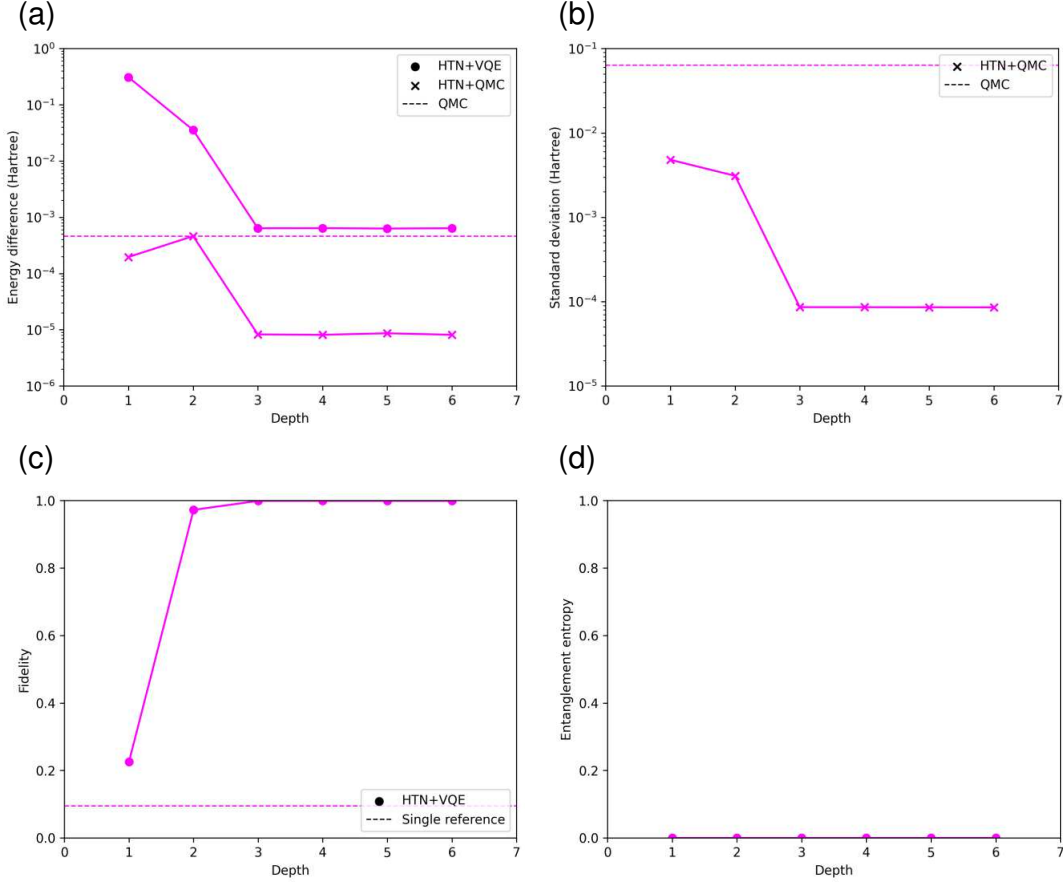 (a)
Energy difference (Hartree)
10⁰
10⁻¹
10⁻²
10⁻³
10⁻⁴
10⁻⁵
10⁻⁶
HTN+VQE
HTN+QMC
QMC
0 1 2 3 4 5 6 7
Depth
(b)
Standard deviation (Hartree)
10⁻¹
10⁻²
10⁻³
10⁻⁴
10⁻⁵
HTN+QMC
QMC
0 1 2 3 4 5 6 7
Depth
(c)
Fidelity
1.0
0.8
0.6
0.4
0.2
0.0
HTN+VQE
Single reference
0 1 2 3 4 5 6 7
Depth
(d)
Entanglement entropy
1.0
0.8
0.6
0.4
0.2
0.0
0 1 2 3 4 5 6 7
Depth